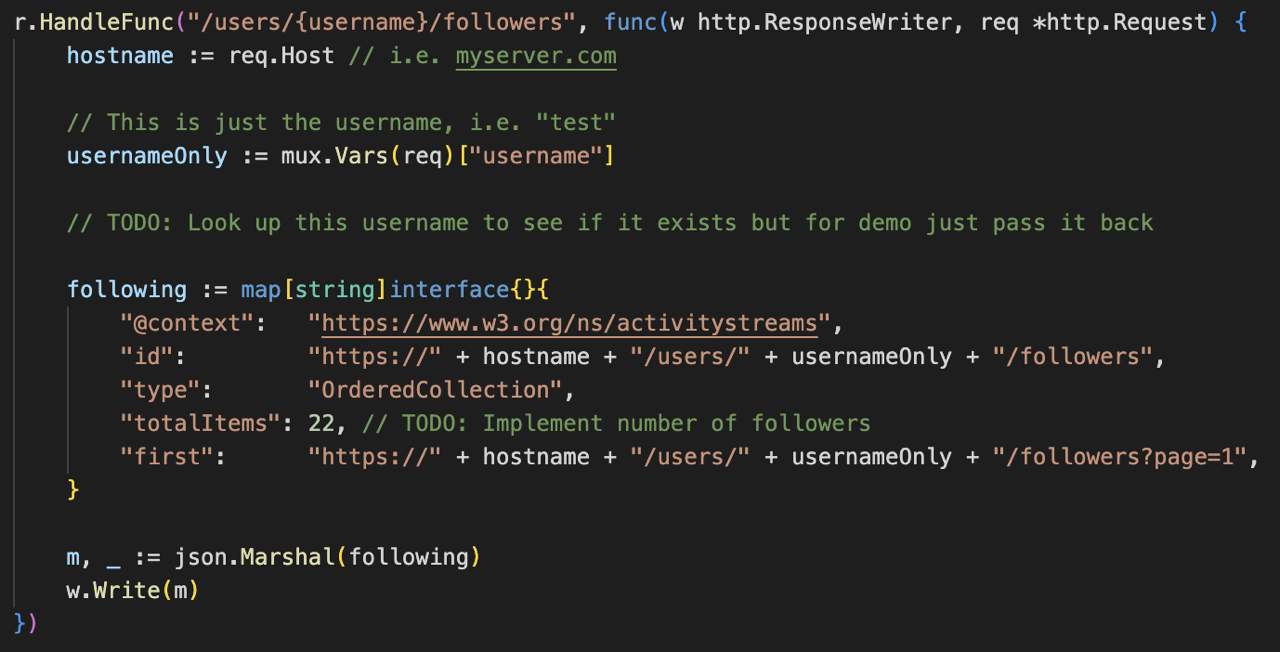 r.HandleFunc("/users/{username}/followers", func(w http.ResponseWriter, req *http.Request) {
    hostname := req.Host // i.e. myserver.com

    // This is just the username, i.e. "test"
    usernameOnly := mux.Vars(req)["username"]

    // TODO: Look up this username to see if it exists but for demo just pass it back

    following := map[string]interface{}{
        "@context":   "https://www.w3.org/ns/activitystreams",
        "id":         "https://" + hostname + "/users/" + usernameOnly + "/followers",
        "type":       "OrderedCollection",
        "totalItems": 22, // TODO: Implement number of followers
        "first":      "https://" + hostname + "/users/" + usernameOnly + "/followers?page=1",
    }

    m, _ := json.Marshal(following)
    w.Write(m)
})